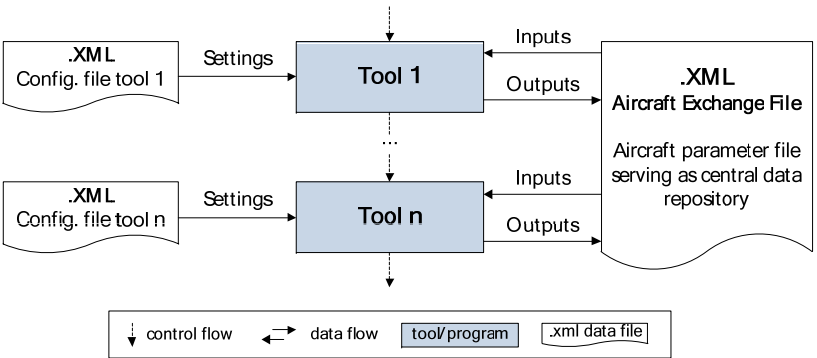 .XML
Config. file tool 1
Settings
Tool 1
Inputs
Outputs
.XML
Aircraft Exchange File
Aircraft parameter file
serving as central data
repository
...
.XML
Config. file tool n
Settings
Tool n
Inputs
Outputs
control flow
data flow
tool/program
.xml data file